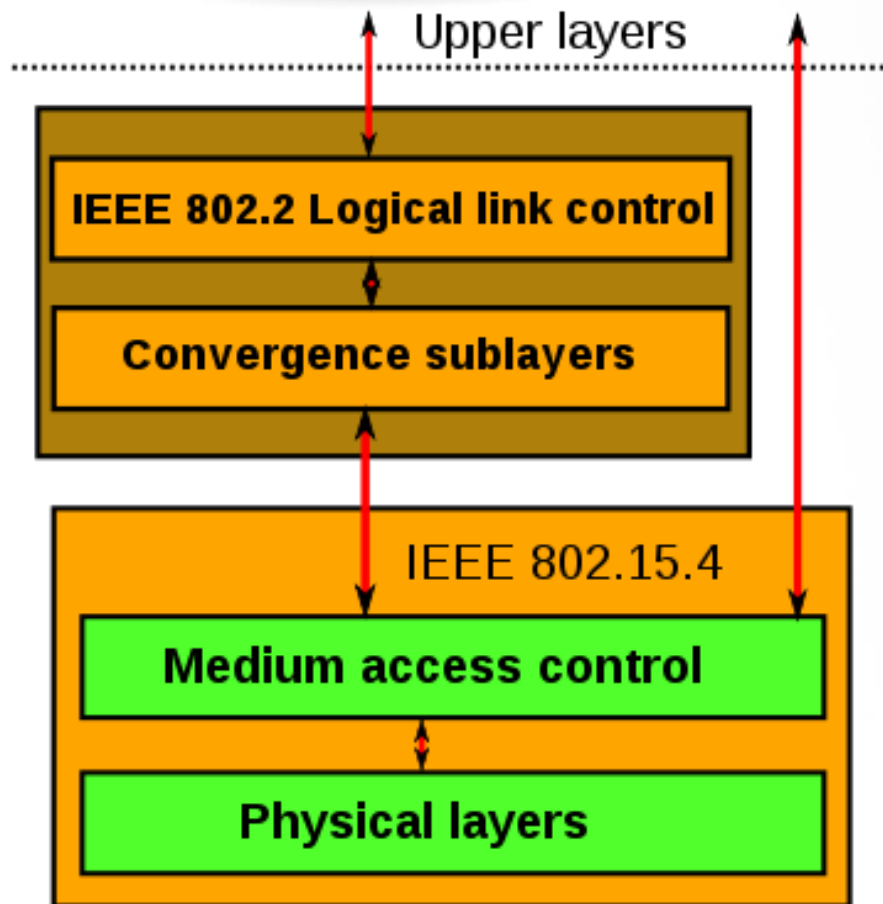 Upper layers
IEEE 802.2 Logical link control
Convergence sublayers
IEEE 802.15.4
Medium access control
Physical layers